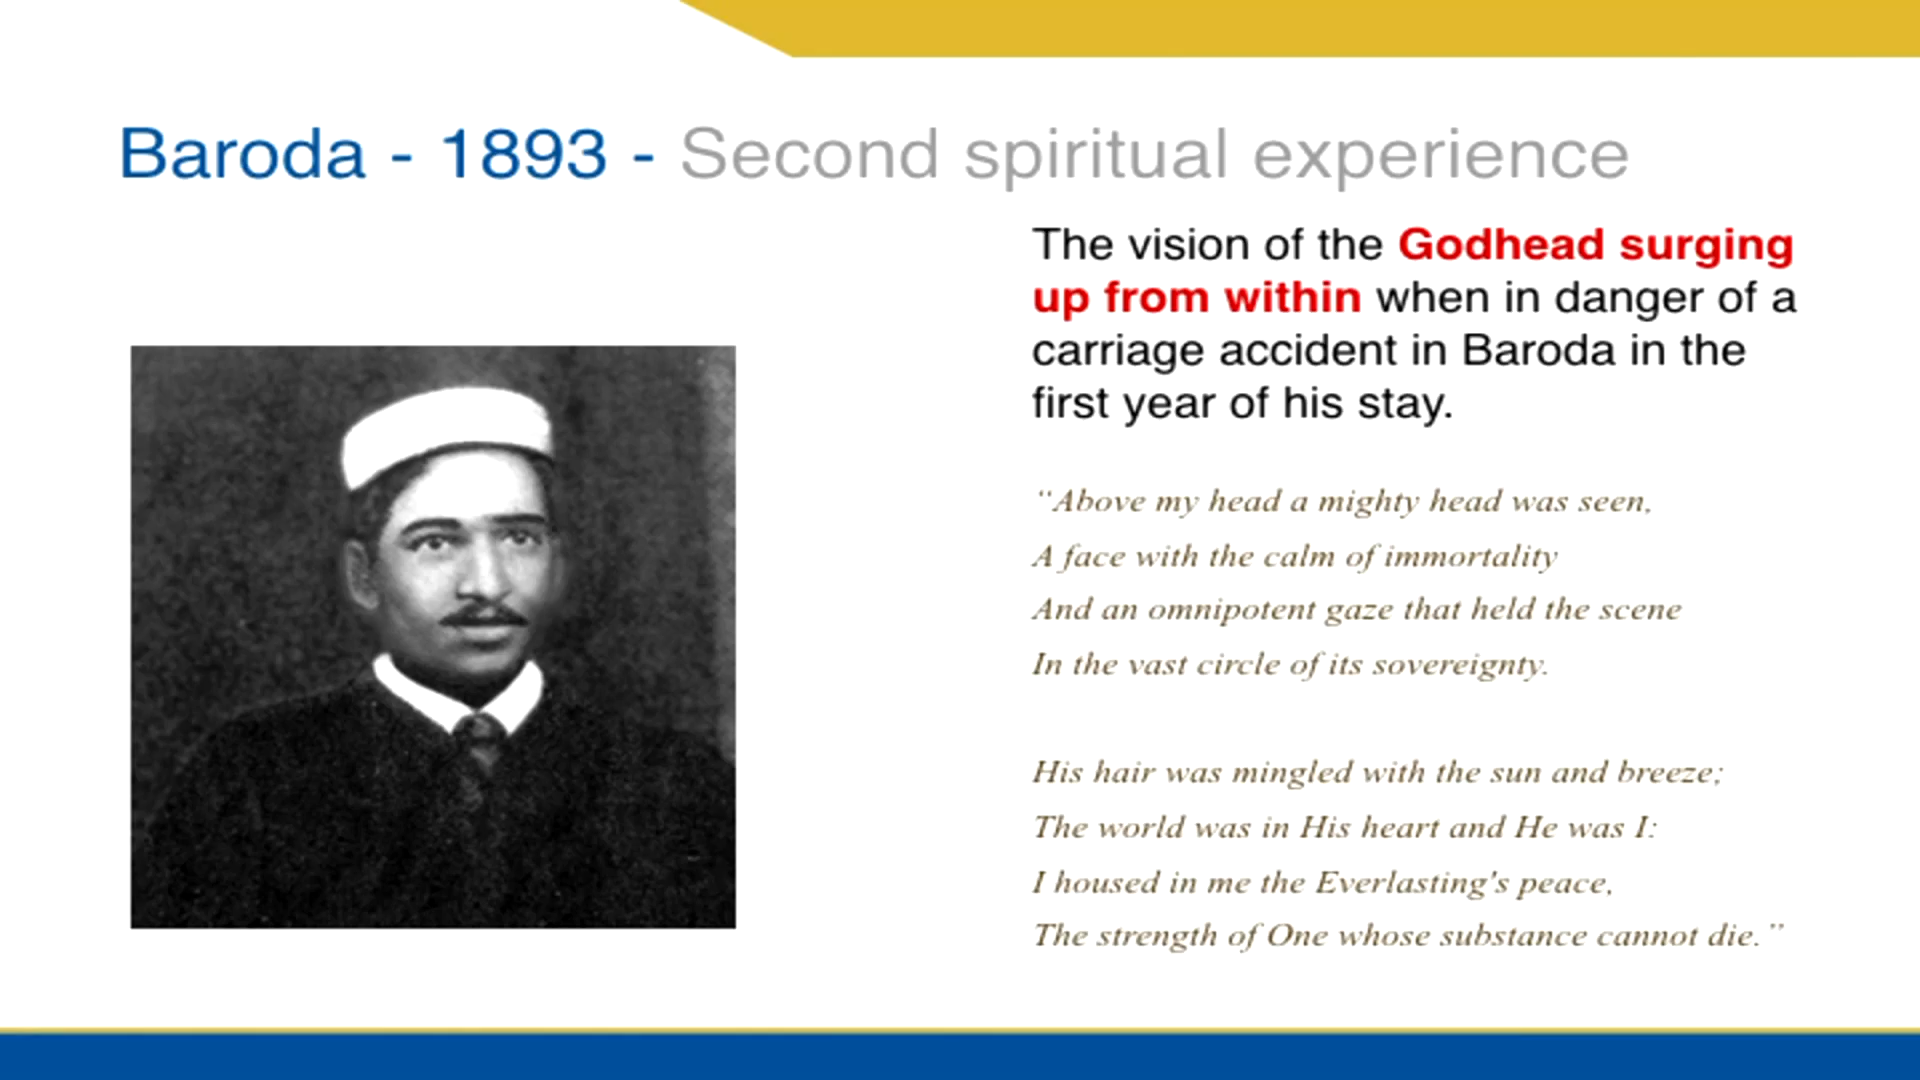 Baroda - 1893 - Second spiritual experience
The vision of the Godhead surging
up from within when in danger of a
carriage accident in Baroda in the
first year of his stay.
“Above my head a mighty head was seen,
A face with the calm of immortality
And an omnipotent gaze that held the scene
In the vast circle of its sovereignty.
His hair was mingled with the sun and breeze;
The world was in His heart and He was I:
I housed in me the Everlasting's peace,
The strength of One whose substance cannot die.”